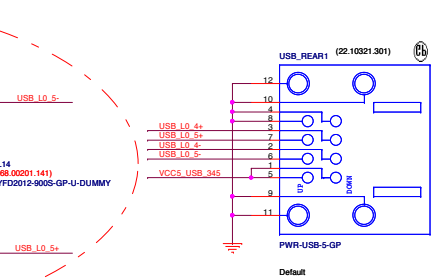 USB_REAR1 (22.10321.301)
USB_L0_5-
12
10
4
8
USB_L0_4+ 3
USB_L0_5+ 7
USB_L0_4- 2
USB_L0_5- 6
1
VCC5_USB_345 5
UP
DOWN
9
11
L14
68.00201.141)
YFD2012-900S-GP-U-DUMMY
USB_L0_5+
PWR-USB-5-GP
Default